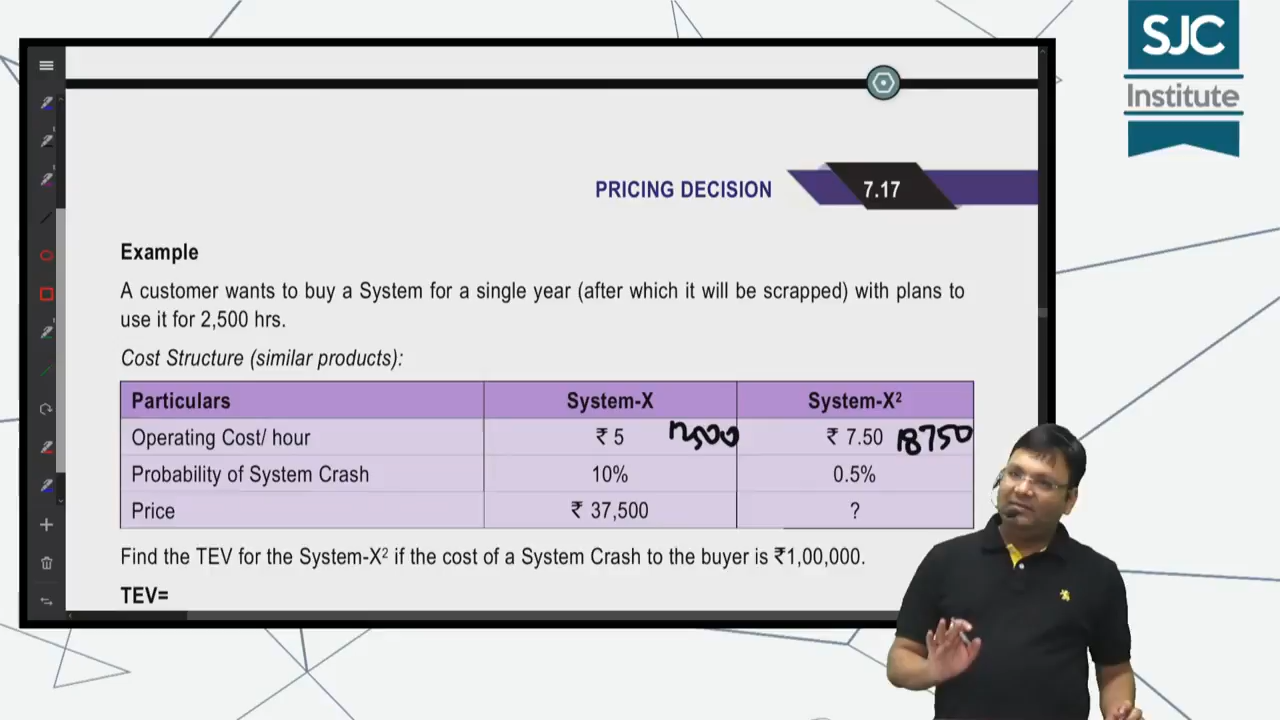 SJC
Institute
PRICING DECISION 7.17
Example
A customer wants to buy a System for a single year (after which it will be scrapped) with plans to
use it for 2,500 hrs.
Cost Structure (similar products):
Particulars System-X System-X²
Operating Cost/ hour ₹ 5 12500 ₹ 7.50 18750
Probability of System Crash 10% 0.5%
Price ₹ 37,500 ?
Find the TEV for the System-X² if the cost of a System Crash to the buyer is ₹1,00,000.
TEV=